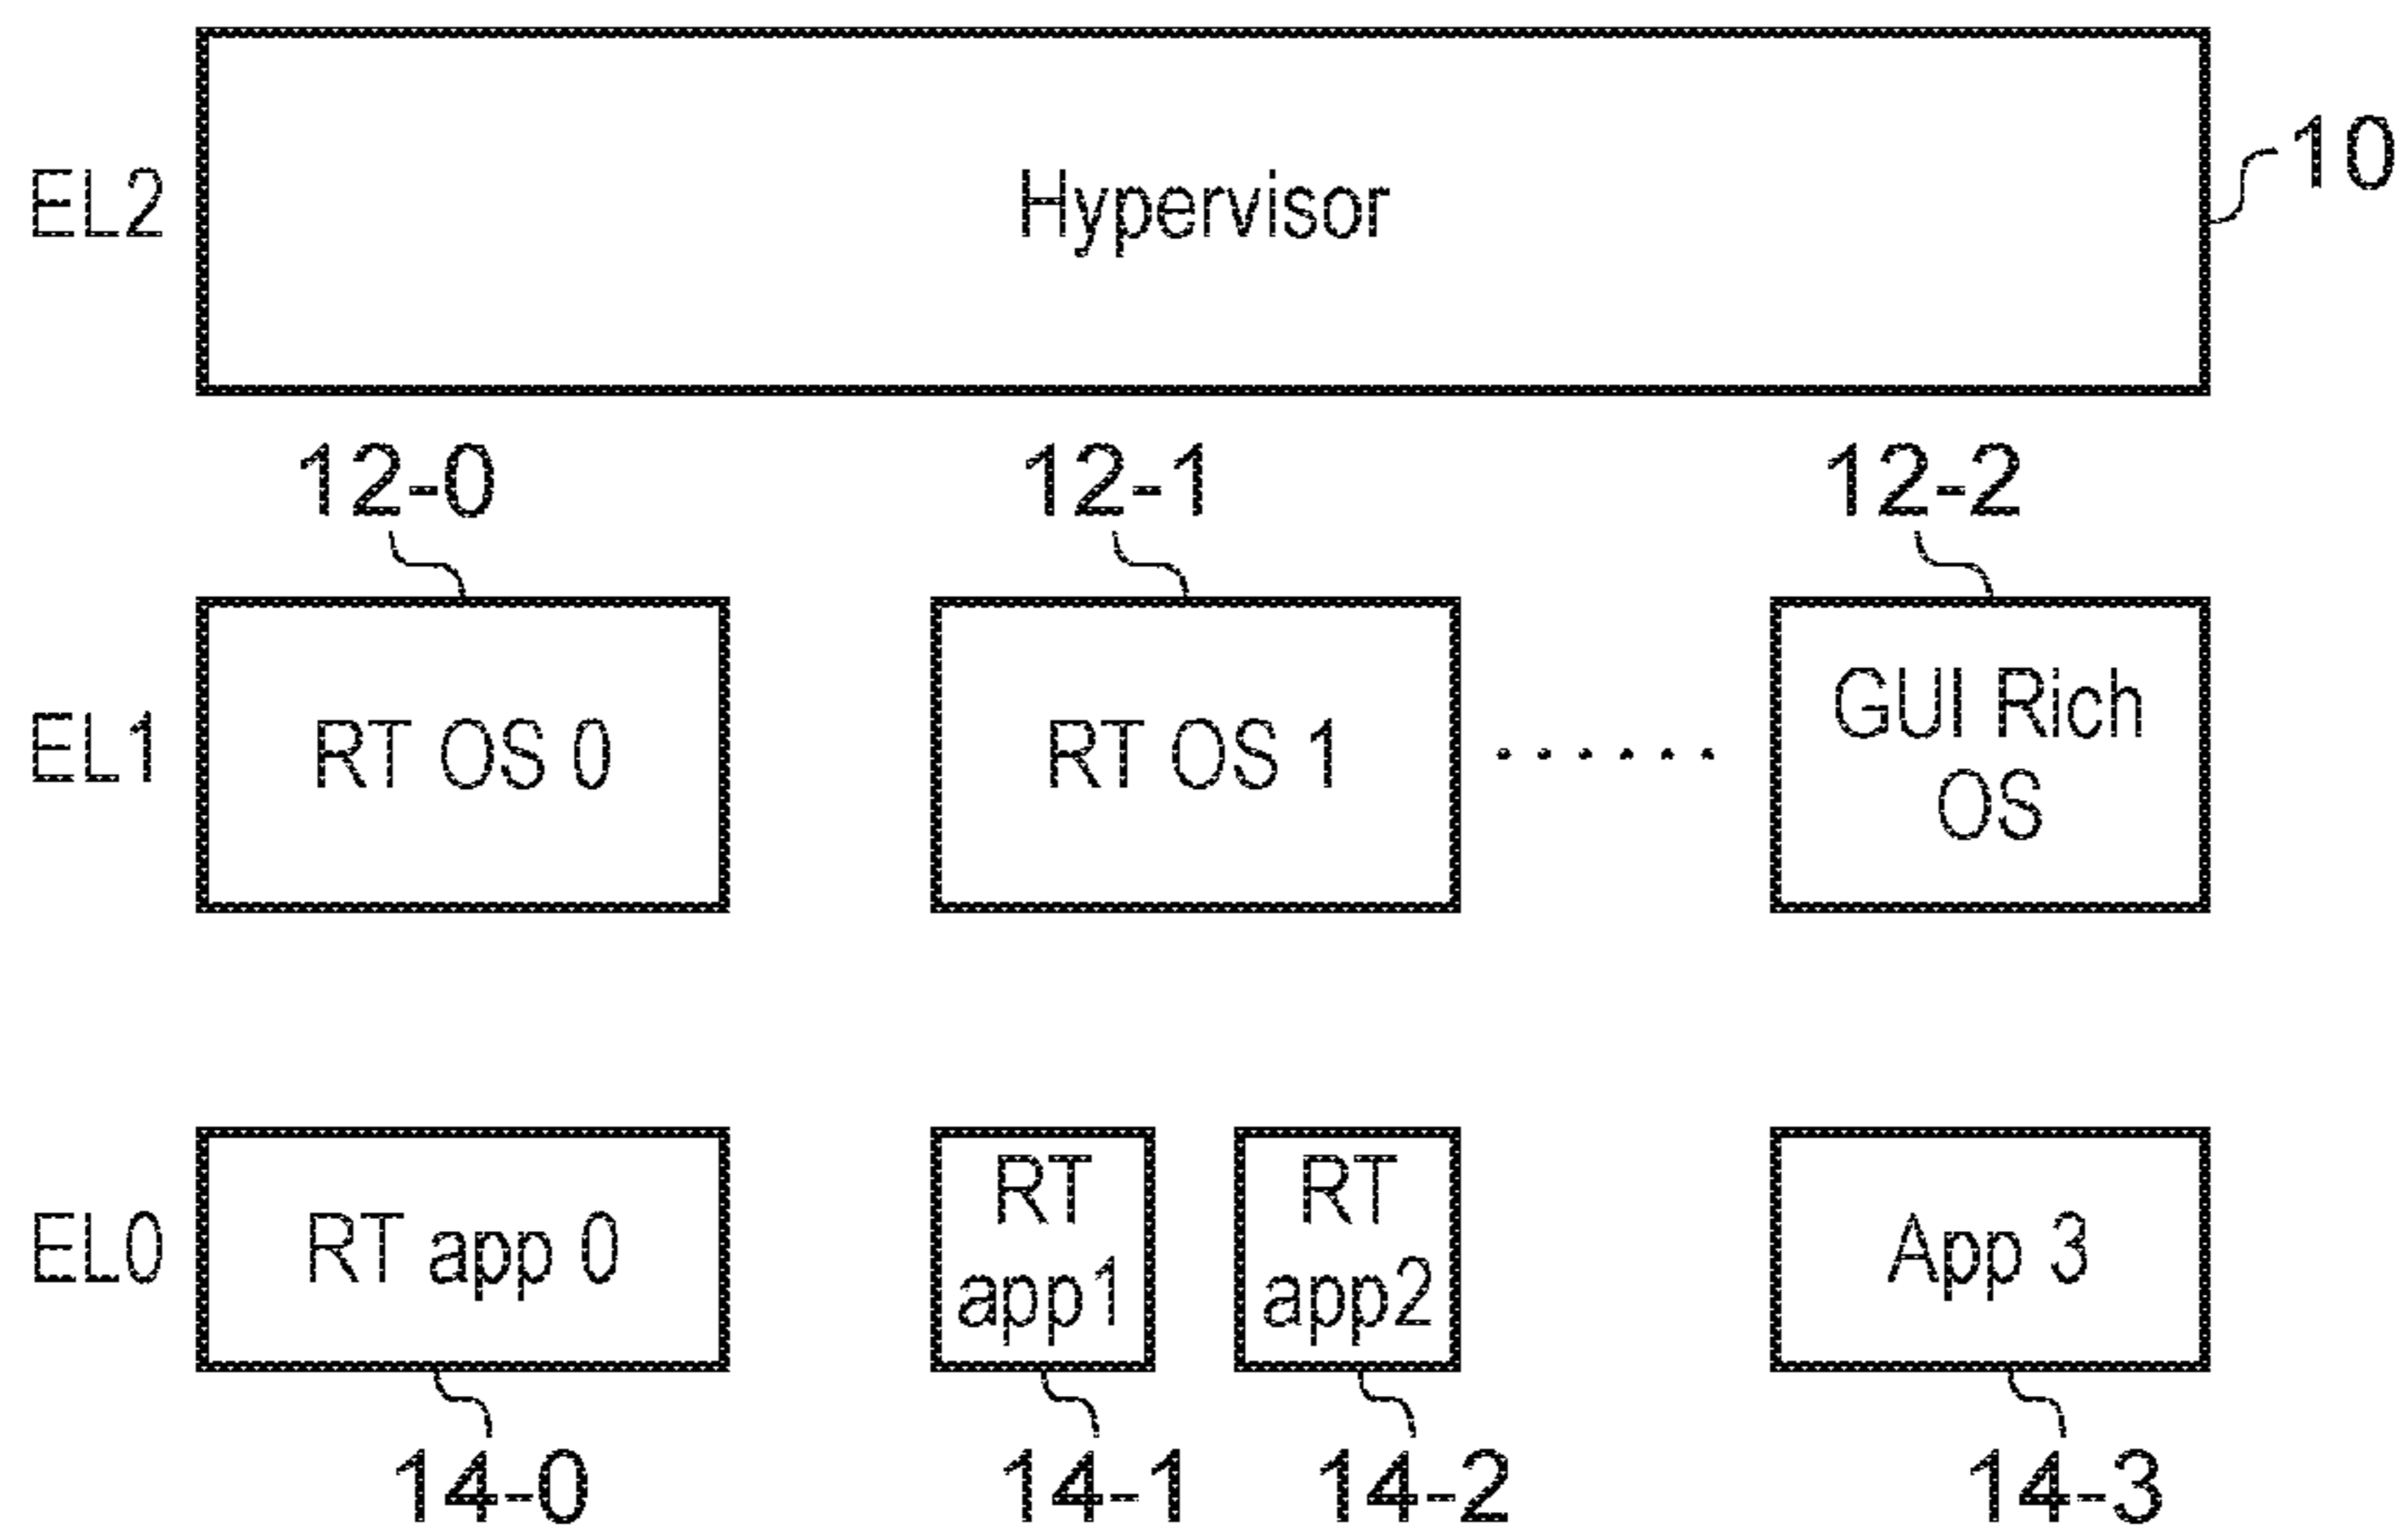 10
EL2
Hypervisor
12-0
12-1
12-2
EL1
RT OS 0
RT OS 1
GUI Rich
OS
EL0
RT app 0
RT
app1
RT
app2
App 3
14-0
14-1
14-2
14-3